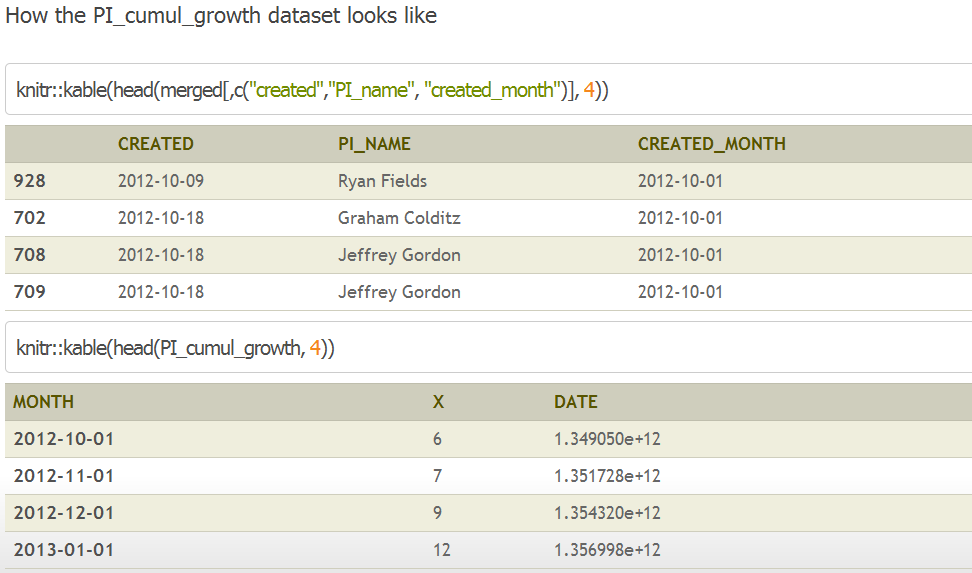 How the PI_cumul_growth dataset looks like
knitr::kable(head(merged[,c("created","PI_name", "created_month")], 4))
CREATED PI_NAME CREATED_MONTH
928 2012-10-09 Ryan Fields 2012-10-01
702 2012-10-18 Graham Colditz 2012-10-01
708 2012-10-18 Jeffrey Gordon 2012-10-01
709 2012-10-18 Jeffrey Gordon 2012-10-01
knitr::kable(head(PI_cumul_growth, 4))
MONTH X DATE
2012-10-01 6 1.349050e+12
2012-11-01 7 1.351728e+12
2012-12-01 9 1.354320e+12
2013-01-01 12 1.356998e+12